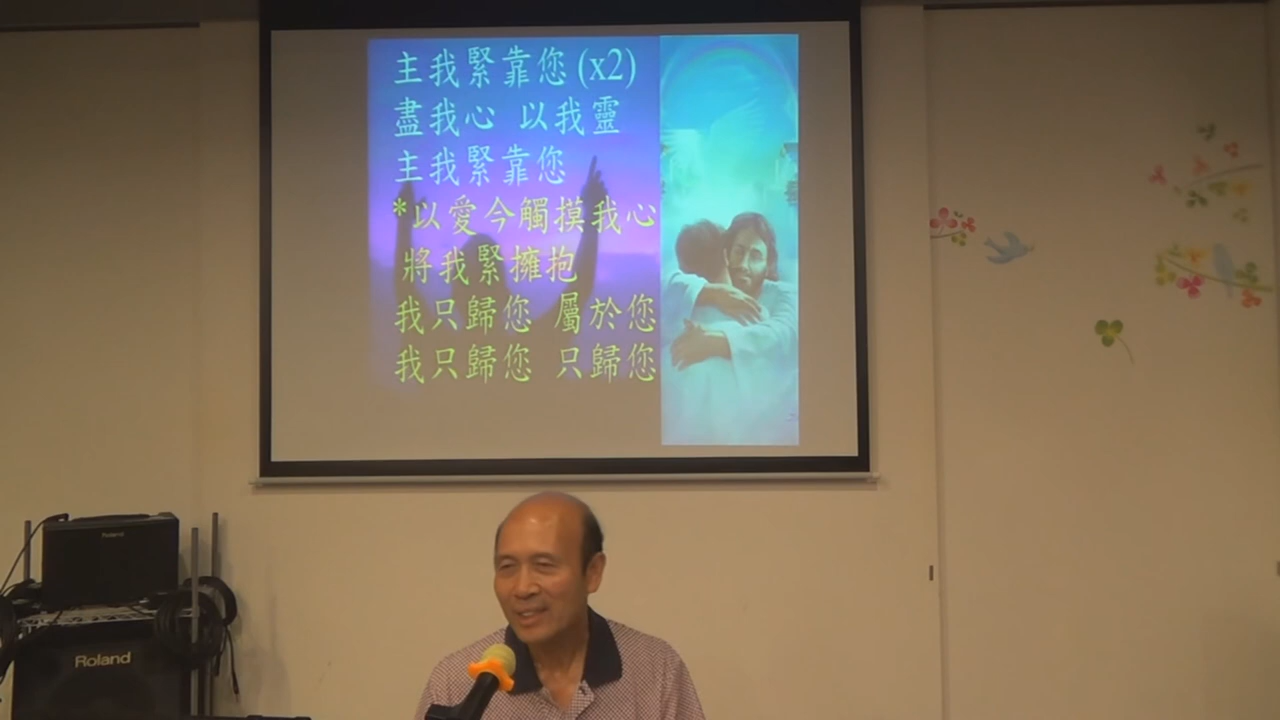 主我緊靠您 (x2)
盡我心 以我靈
主我緊靠您
*以愛今觸摸我心
將我緊擁抱
我只歸您 屬於您
我只歸您 只歸您
Roland
Roland